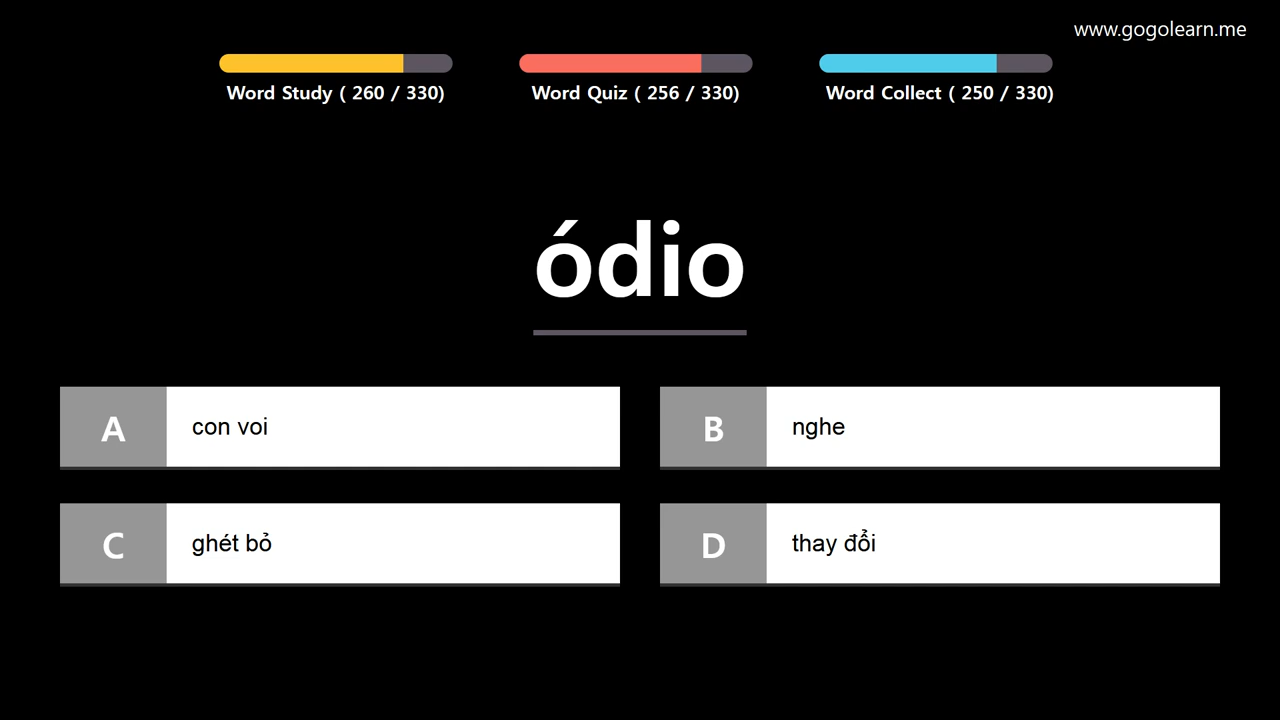 www.gogolearn.me
Word Study ( 260 / 330)
Word Quiz ( 256 / 330)
Word Collect ( 250 / 330)
ódio
A con voi
B nghe
C ghét bỏ
D thay đổi